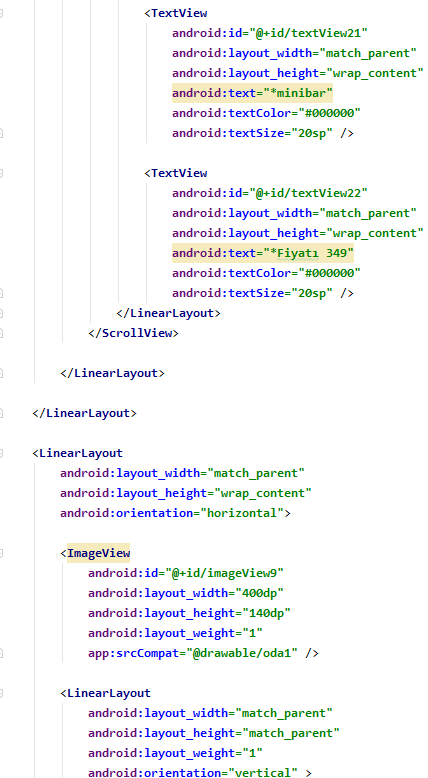 <TextView
android:id="@+id/textView21"
android:layout_width="match_parent"
android:layout_height="wrap_content"
android:text="*minibar"
android:textColor="#000000"
android:textSize="20sp" />
<TextView
android:id="@+id/textView22"
android:layout_width="match_parent"
android:layout_height="wrap_content"
android:text="*Fiyatı 349"
android:textColor="#000000"
android:textSize="20sp" />
</LinearLayout>
</ScrollView>
</LinearLayout>
</LinearLayout>
<LinearLayout
android:layout_width="match_parent"
android:layout_height="wrap_content"
android:orientation="horizontal">
<ImageView
android:id="@+id/imageView9"
android:layout_width="400dp"
android:layout_height="140dp"
android:layout_weight="1"
app:srcCompat="@drawable/oda1" />
<LinearLayout
android:layout_width="match_parent"
android:layout_height="match_parent"
android:layout_weight="1"
android:orientation="vertical" >